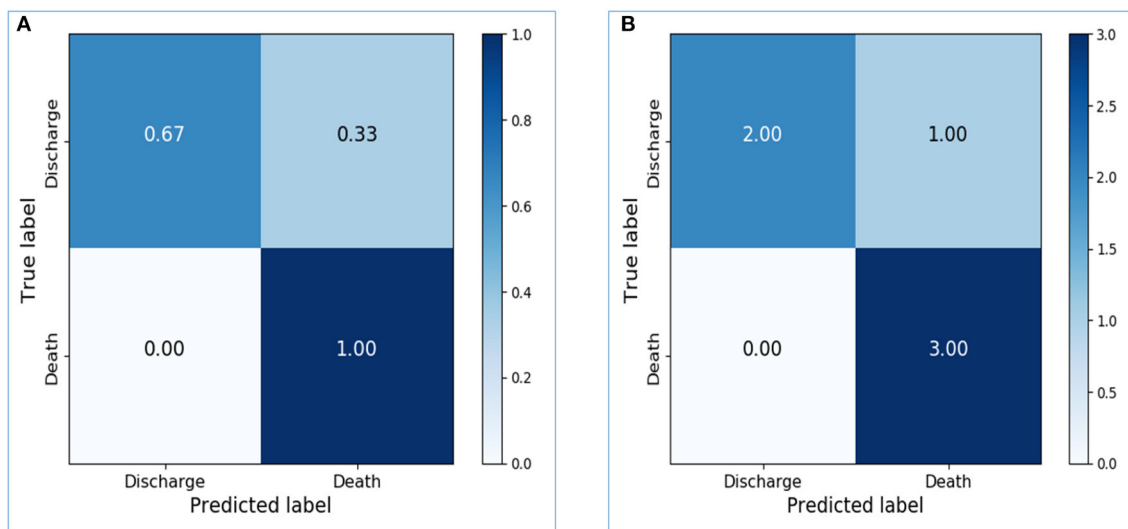 A
True label
Discharge
Death
0.67
0.33
0.00
1.00
Discharge
Death
Predicted label
1.0
0.8
0.6
0.4
0.2
0.0
B
True label
Discharge
Death
2.00
1.00
0.00
3.00
Discharge
Death
Predicted label
3.0
2.5
2.0
1.5
1.0
0.5
0.0